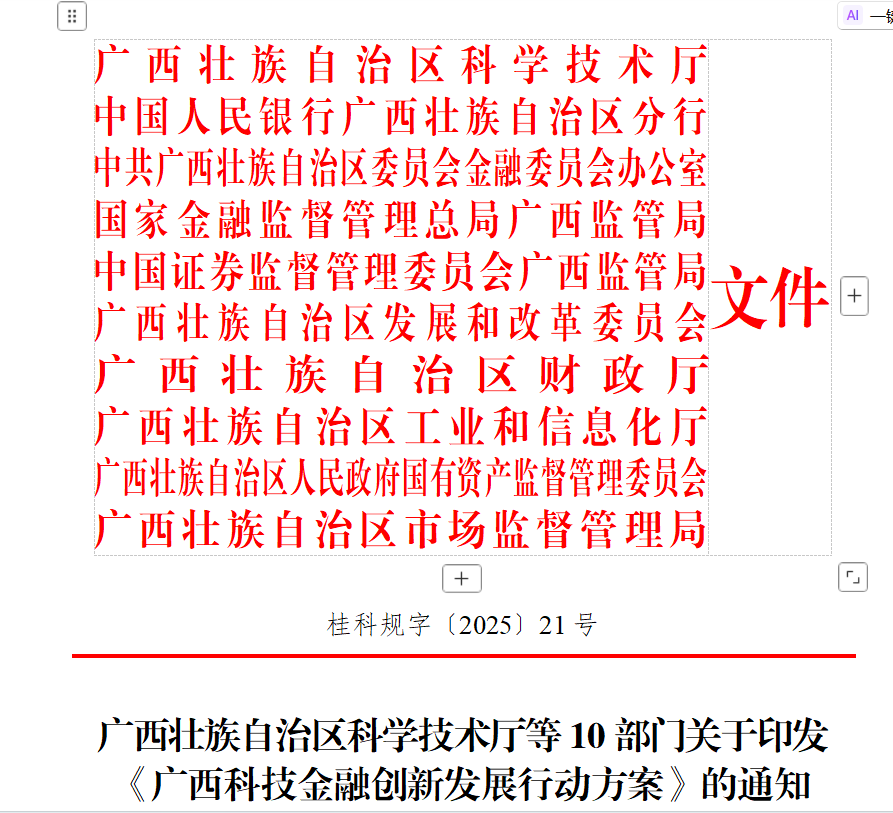 AI 一键
广西壮族自治区科学技术厅
中国人民银行广西壮族自治区分行
中共广西壮族自治区委员会金融委员会办公室
国家金融监督管理总局广西监管局
中国证券监督管理委员会广西监管局
文件
广西壮族自治区发展和改革委员会
广西壮族自治区财政厅
广西壮族自治区工业和信息化厅
广西壮族自治区人民政府国有资产监督管理委员会
广西壮族自治区市场监督管理局
桂科规字〔2025〕21 号
广西壮族自治区科学技术厅等 10 部门关于印发
《广西科技金融创新发展行动方案》的通知